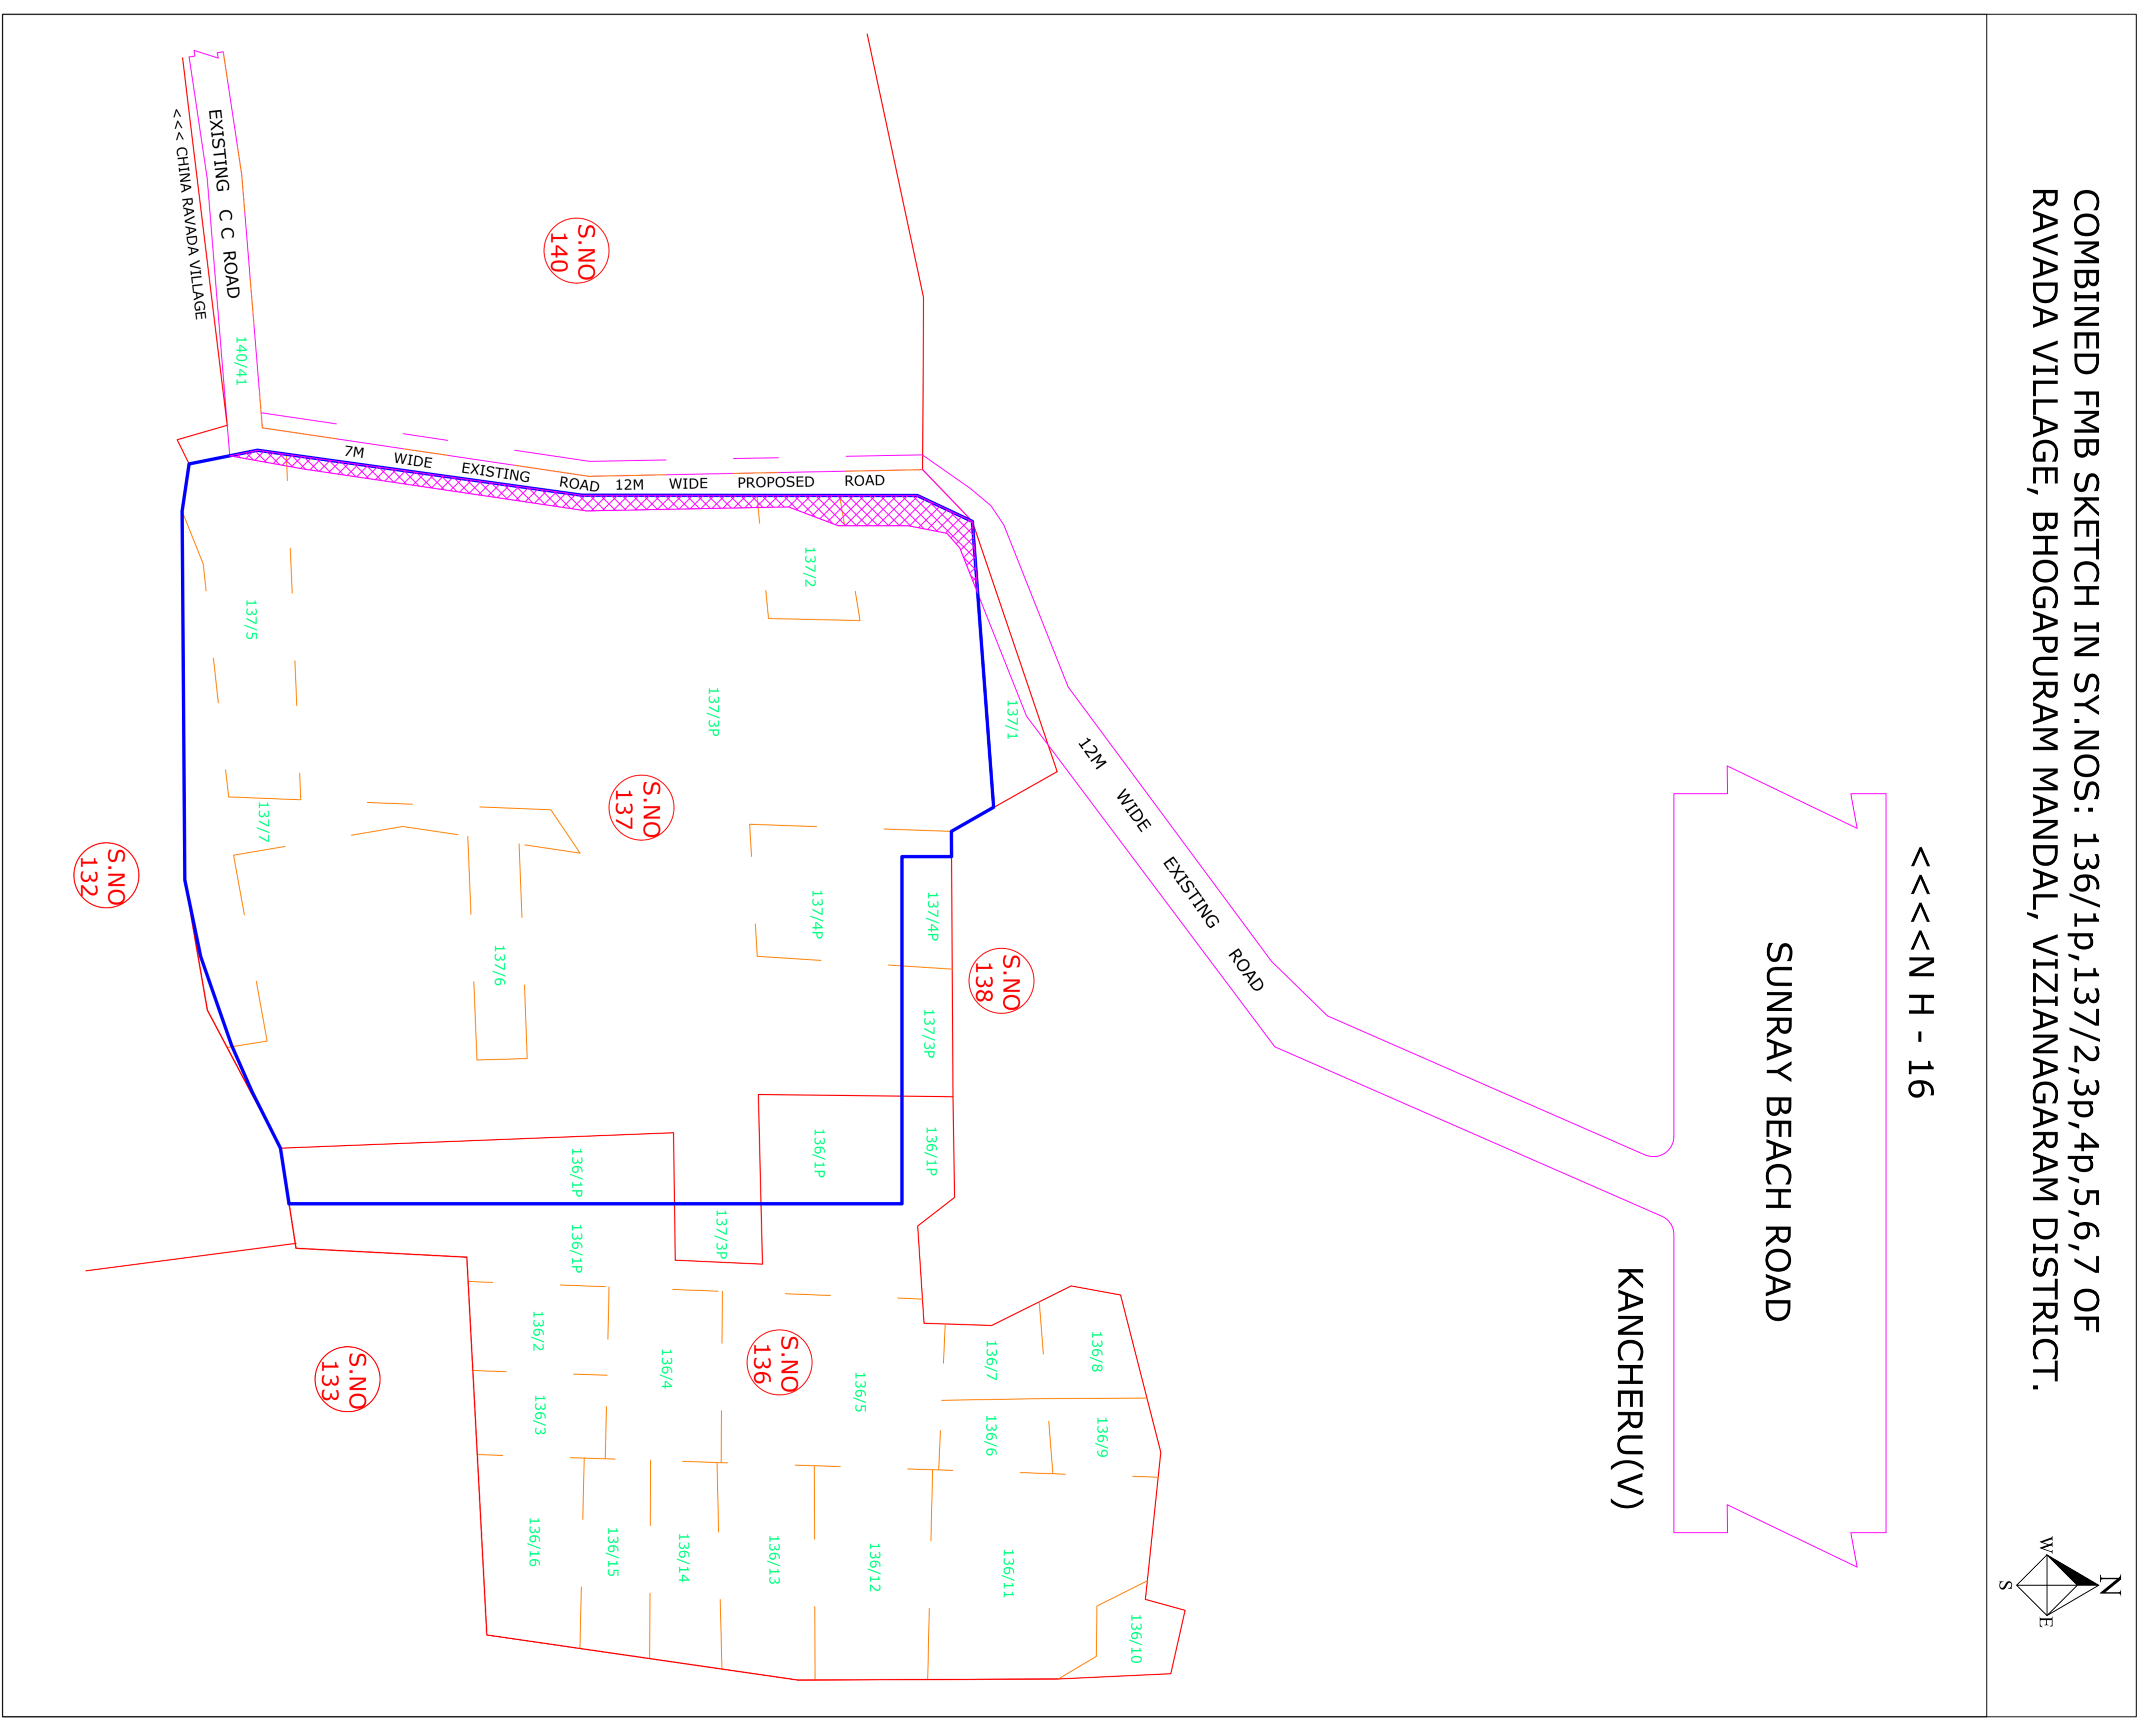 COMBINED FMB SKETCH IN SY.NOS: 136/1p,137/2,3p,4p,5,6,7 OF
RAVADA VILLAGE, BHOGAPURAM MANDAL, VIZIANAGARAM DISTRICT.
N
W
E
S
<<<<N H - 16
SUNRAY BEACH ROAD
KANCHERU(V)
12M WIDE EXISTING ROAD
S.NO
140
EXISTING C C ROAD
<<< CHINA RAVADA VILLAGE
140/41
7M WIDE EXISTING ROAD
12M WIDE PROPOSED ROAD
137/1
137/2
137/3P
137/5
137/7
S.NO
137
S.NO
132
S.NO
138
137/4P
137/4P
137/6
137/3P
136/1P
136/1P
136/1P
136/1P
137/3P
S.NO
136
S.NO
133
136/2
136/3
136/4
136/5
136/7
136/8
136/6
136/9
136/16
136/15
136/14
136/13
136/12
136/11
136/10